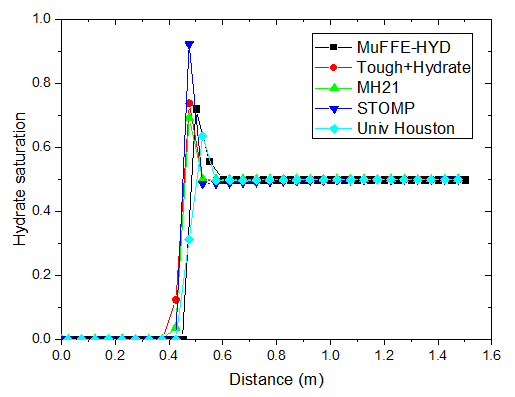 1.0
0.8
0.6
0.4
0.2
0.0
Hydrate saturation
MuFFE-HYD
Tough+Hydrate
MH21
STOMP
Univ Houston
0.0 0.2 0.4 0.6 0.8 1.0 1.2 1.4 1.6
Distance (m)